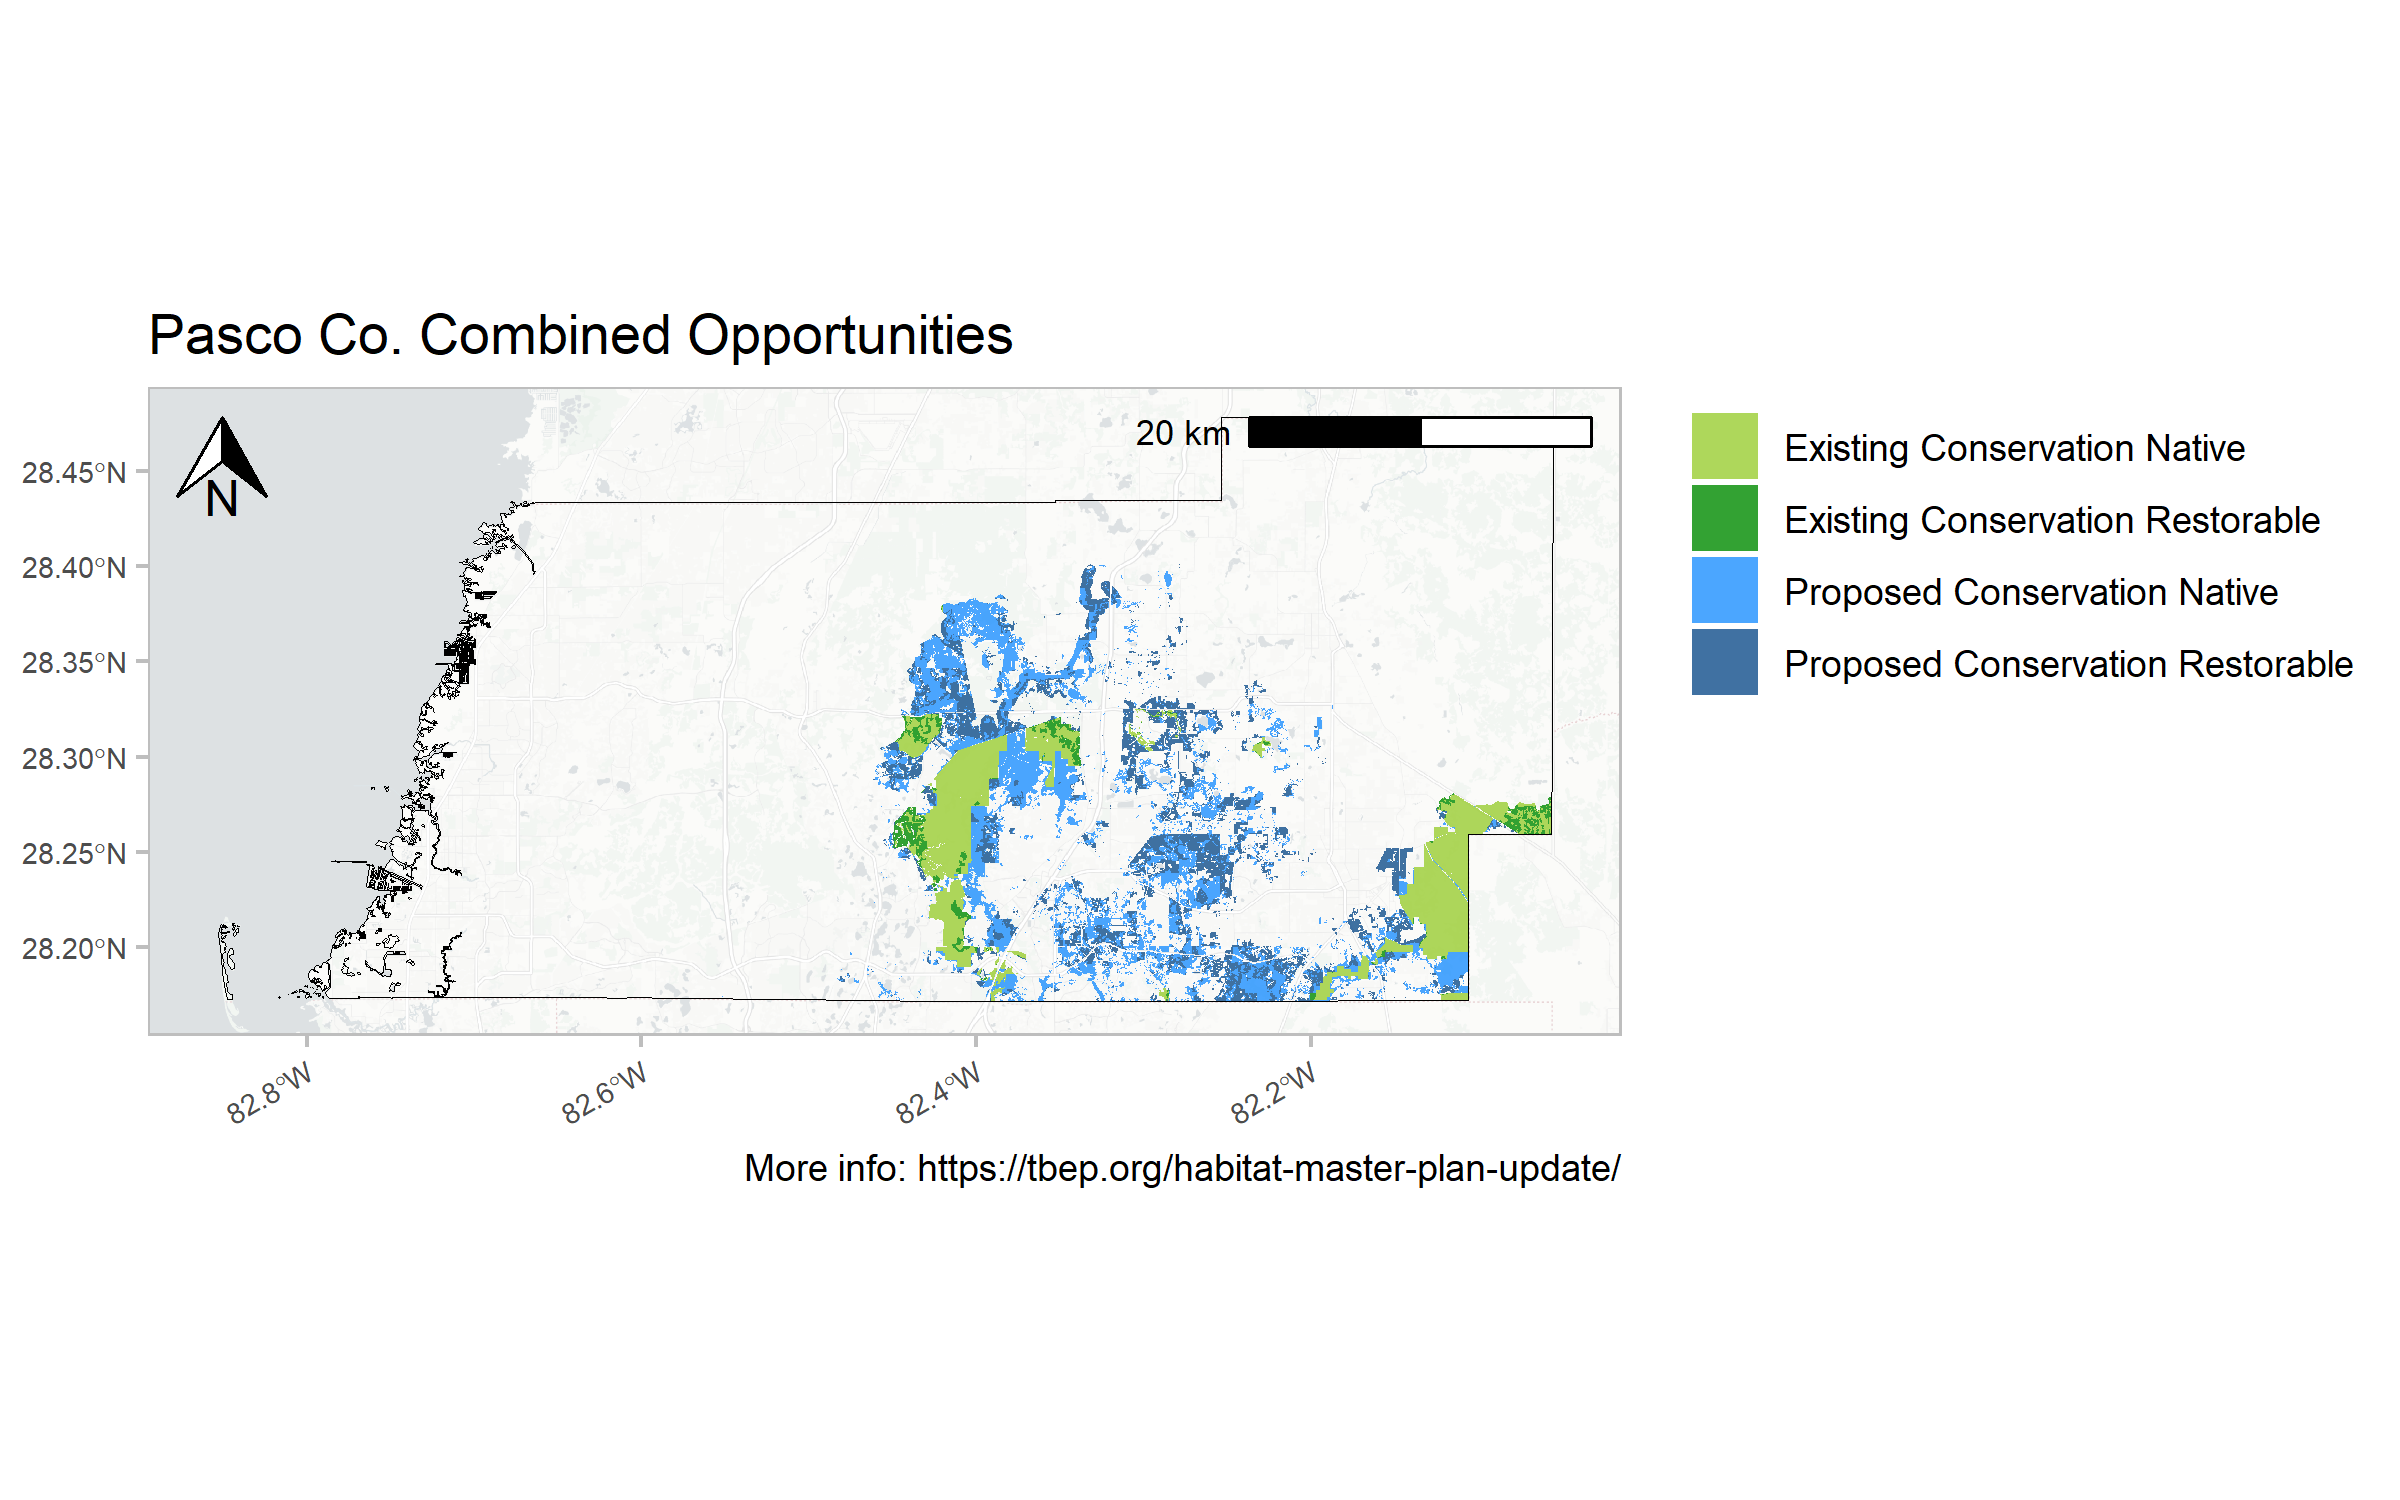 Pasco Co. Combined Opportunities
N
20 km
28.45°N
28.40°N
28.35°N
28.30°N
28.25°N
28.20°N
82.8°W
82.6°W
82.4°W
82.2°W
Existing Conservation Native
Existing Conservation Restorable
Proposed Conservation Native
Proposed Conservation Restorable
More info: https://tbep.org/habitat-master-plan-update/